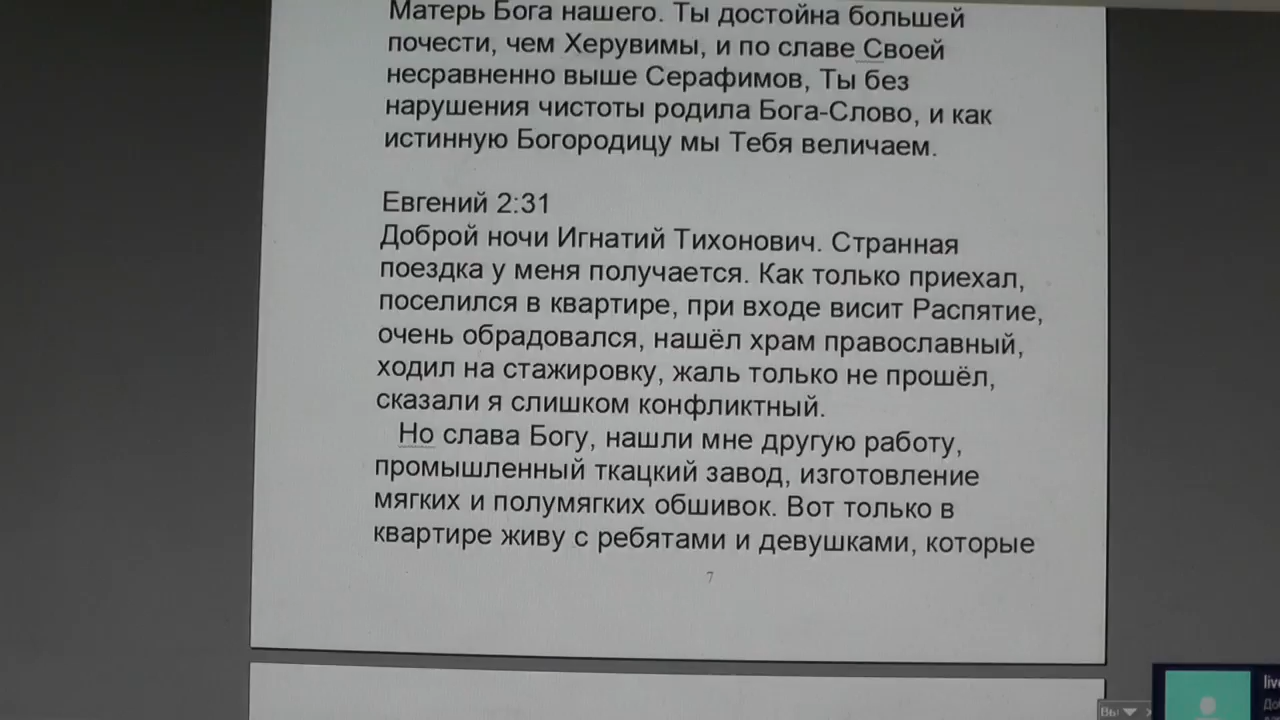 Матерь Бога нашего. Ты достойна большей
почести, чем Херувимы, и по славе Своей
несравненно выше Серафимов, Ты без
нарушения чистоты родила Бога-Слово, и как
истинную Богородицу мы Тебя величаем.
Евгений 2:31
Доброй ночи Игнатий Тихонович. Странная
поездка у меня получается. Как только приехал,
поселился в квартире, при входе висит Распятие,
очень обрадовался, нашёл храм православный,
ходил на стажировку, жаль только не прошёл,
сказали я слишком конфликтный.
Но слава Богу, нашли мне другую работу,
промышленный ткацкий завод, изготовление
мягких и полумягких обшивок. Вот только в
квартире живу с ребятами и девушками, которые
7